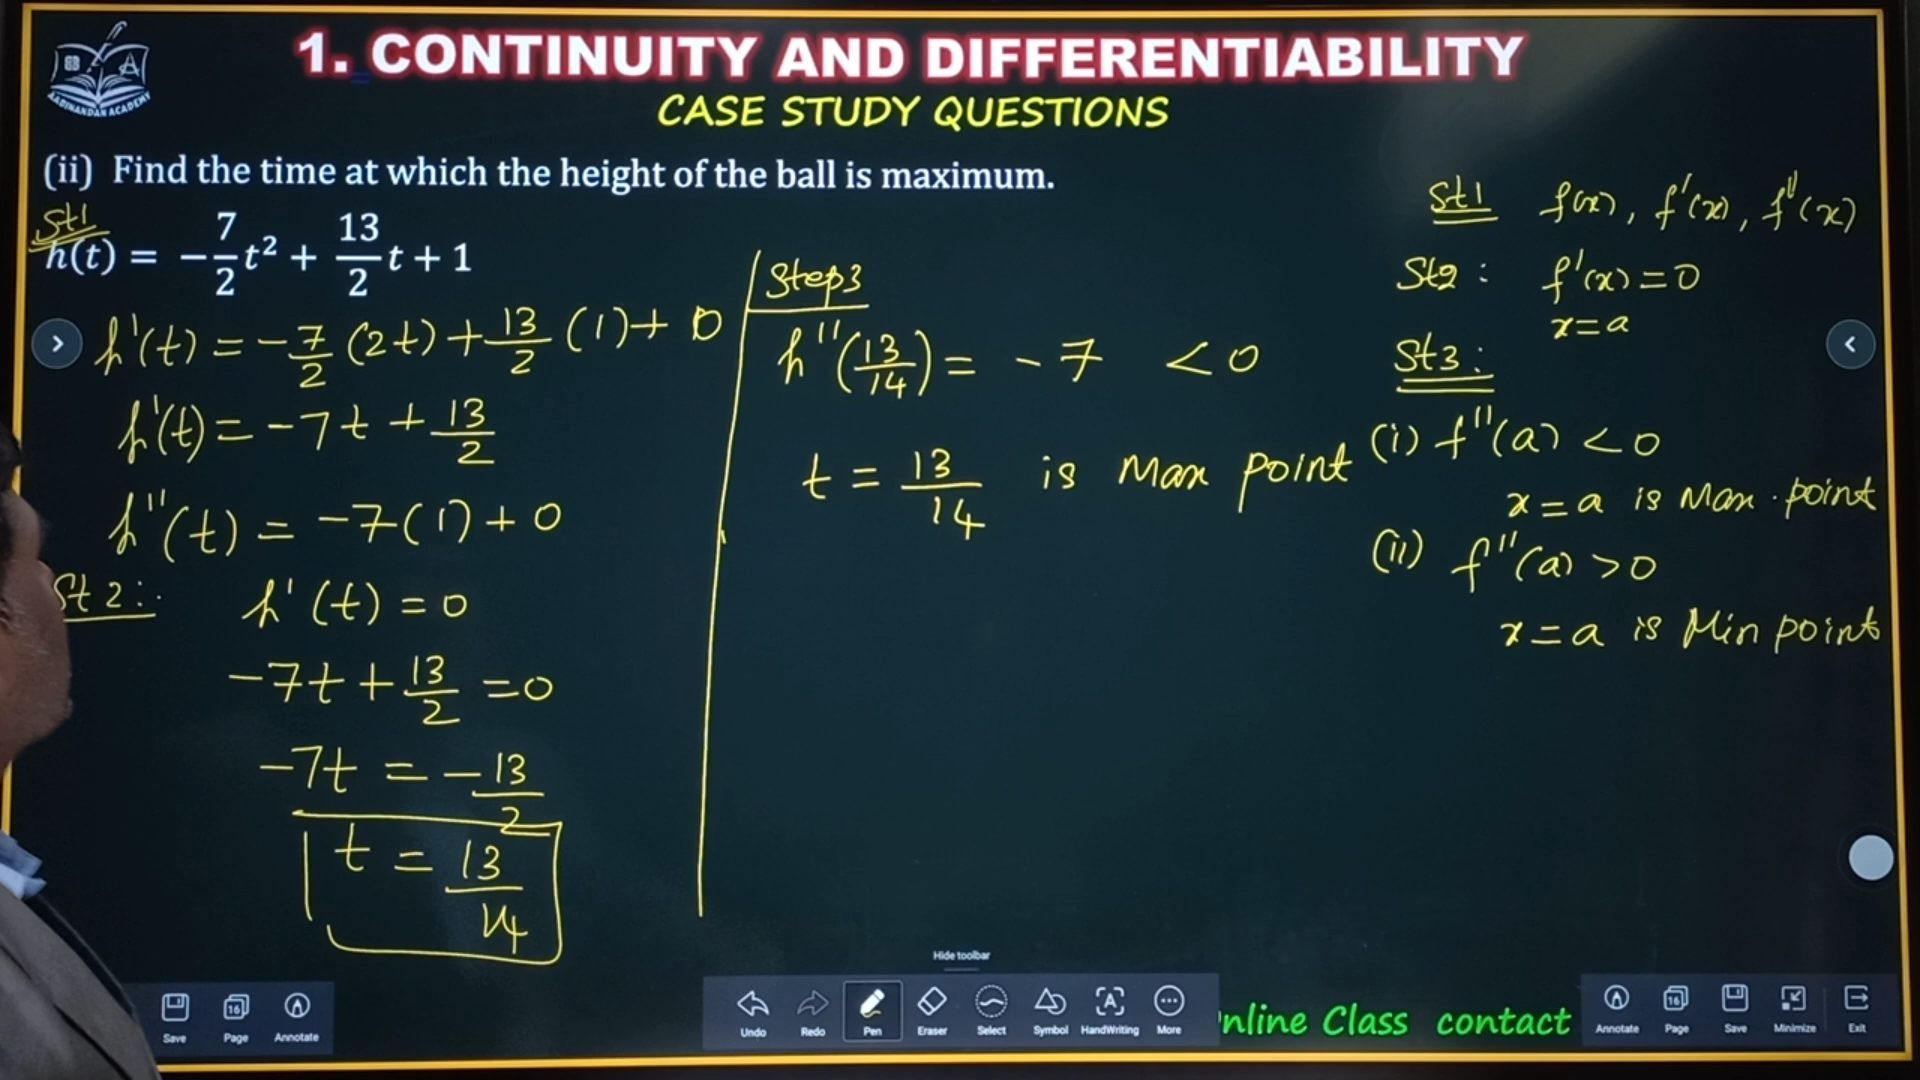 AADINANDAN ACADEMY
1. CONTINUITY AND DIFFERENTIABILITY
CASE STUDY QUESTIONS
(ii) Find the time at which the height of the ball is maximum.
St1
h(t) = -7/2 t² + 13/2 t + 1
h'(t) = -7/2 (2t) + 13/2 (1) + 0
h'(t) = -7t + 13/2
h''(t) = -7(1) + 0
St 2:
h'(t) = 0
-7t + 13/2 = 0
-7t = -13/2
t = 13/14
Step3
h''(13/14) = -7 < 0
t = 13/14 is Max point
St1 f(x), f'(x), f''(x)
St2 : f'(x) = 0
x = a
St3 :
(i) f''(a) < 0
x = a is Max. point
(ii) f''(a) > 0
x = a is Min point
Hide toolbar
Save Page Annotate
Undo Redo Pen Eraser Select Symbol HandWriting More
nline Class contact
Annotate Page Save Minimize Exit